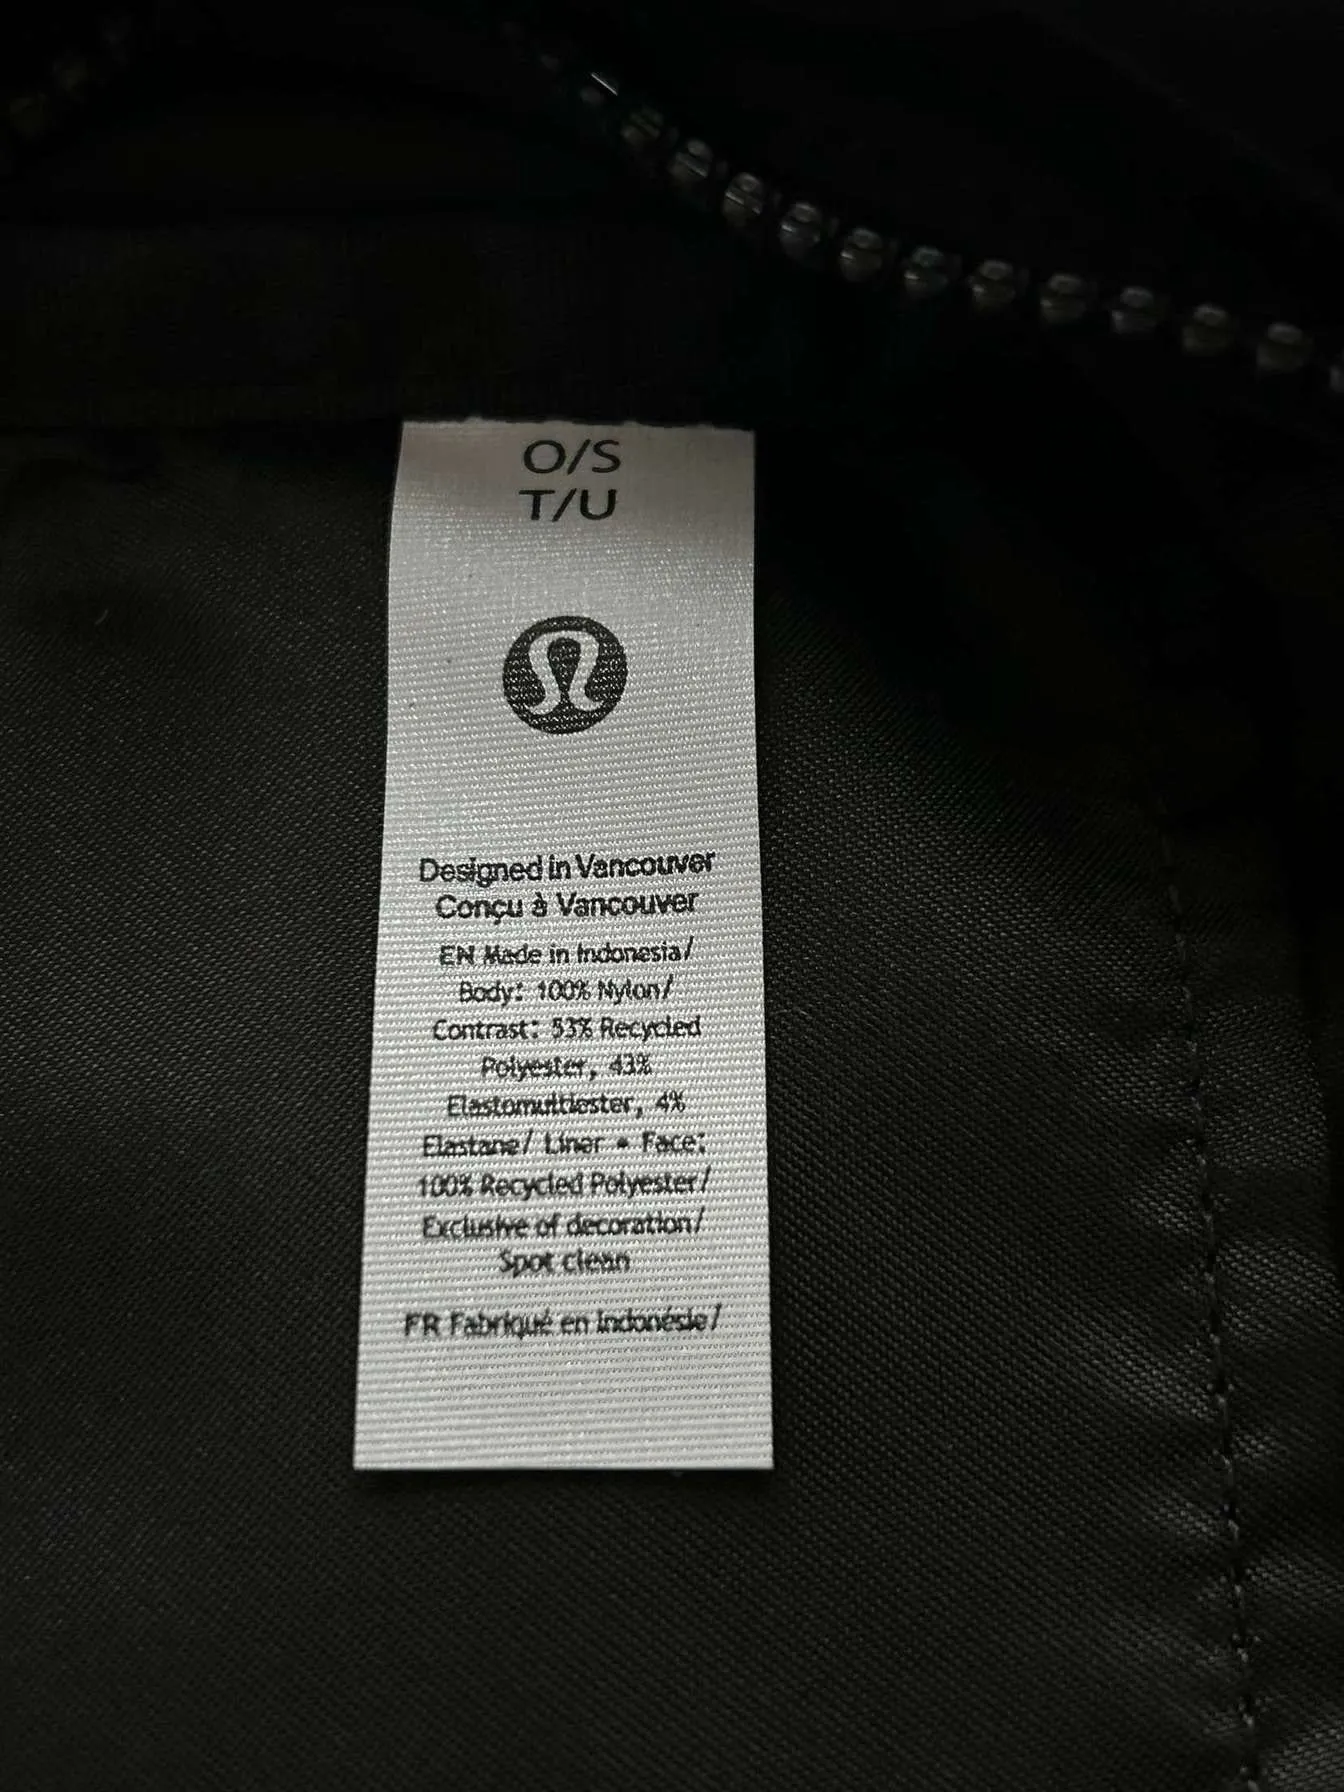 O/S
T/U
Designed in Vancouver
Conçu à Vancouver
EN Made in Indonesia/
Body: 100% Nylon/
Contrast: 53% Recycled
Polyester, 43%
Elastomultiester, 4%
Elastane/ Liner • Face:
100% Recycled Polyester/
Exclusive of decoration/
Spot clean
FR Fabriqué en Indonésie/